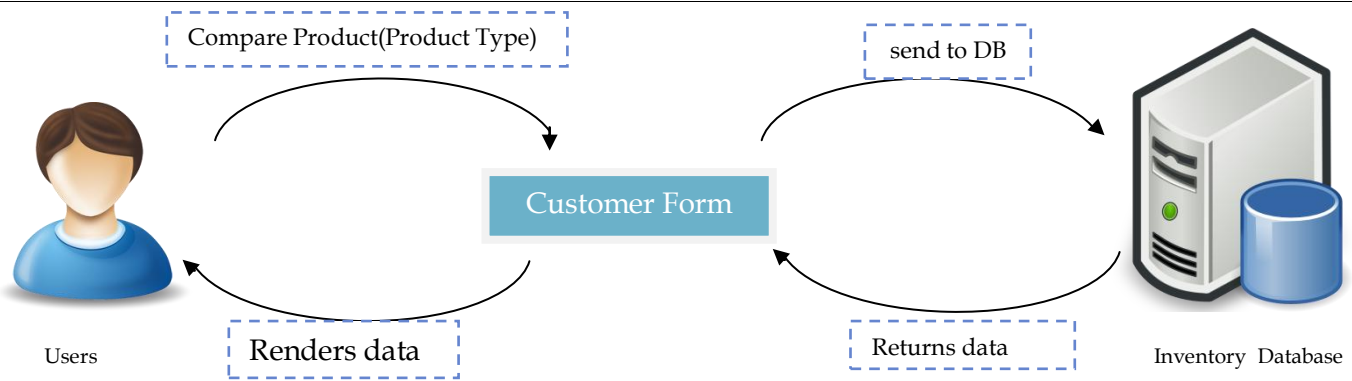 Compare Product(Product Type)
send to DB
Customer Form
Renders data
Returns data
Users
Inventory Database